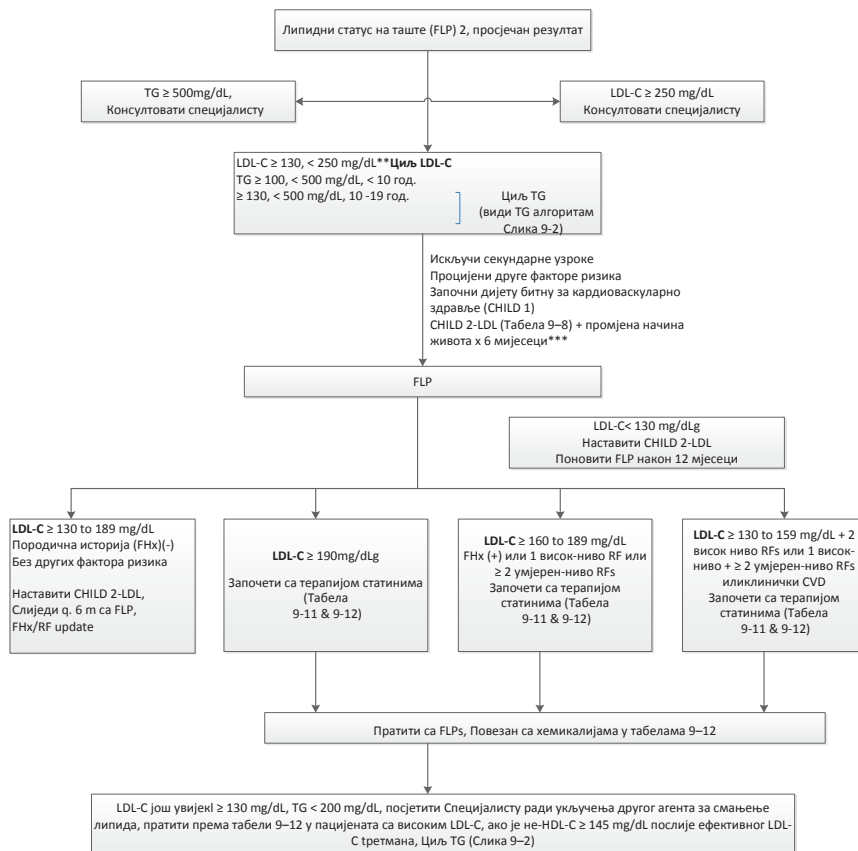 Липидни статус на таште (FLP) 2, просјечан резултат
TG ≥ 500mg/dL,
Консултовати специјалисту
LDL-C ≥ 250 mg/dL
Консултовати специјалисту
LDL-C ≥ 130, < 250 mg/dL**Циљ LDL-C
TG ≥ 100, < 500 mg/dL, < 10 год.
≥ 130, < 500 mg/dL, 10 -19 год.
Циљ TG
(види TG алгоритам
Слика 9-2)
Искључи секундарне узроке
Процијени друге факторе ризика
Започни дијету битну за кардиоваскуларно
здравље (CHILD 1)
CHILD 2-LDL (Табела 9–8) + промјена начина
живота x 6 мијесеци***
FLP
LDL-C< 130 mg/dLg
Наставити CHILD 2-LDL
Поновити FLP након 12 мјесеци
LDL-C ≥ 130 to 189 mg/dL
Породична историја (FHx)(-)
Без других фактора ризика
Наставити CHILD 2-LDL,
Слиједи q. 6 m са FLP,
FHx/RF update
LDL-C ≥ 190mg/dLg
Започети са терапијом статинима
(Табела
9-11 & 9-12)
LDL-C ≥ 160 to 189 mg/dL
FHx (+) или 1 висок-ниво RF или
≥ 2 умјерен-ниво RFs
Започети са терапијом
статинима (Табела
9-11 & 9-12)
LDL-C ≥ 130 to 159 mg/dL + 2
висок ниво RFs или 1 висок-
ниво + ≥ 2 умјерен-ниво RFs
иликлинички CVD
Започети са терапијом
статинима (Табела
9-11 & 9-12)
Пратити са FLPs, Повезан са хемикалијама у табелама 9–12
LDL-C још увијекl ≥ 130 mg/dL, TG < 200 mg/dL, посјетити Специјалисту ради укључења другог агента за смањење
липида, пратити према табели 9–12 у пацијената са високим LDL-C, ако је не-HDL-C ≥ 145 mg/dL послије ефективног LDL-
C tретмана, Циљ TG (Слика 9–2)